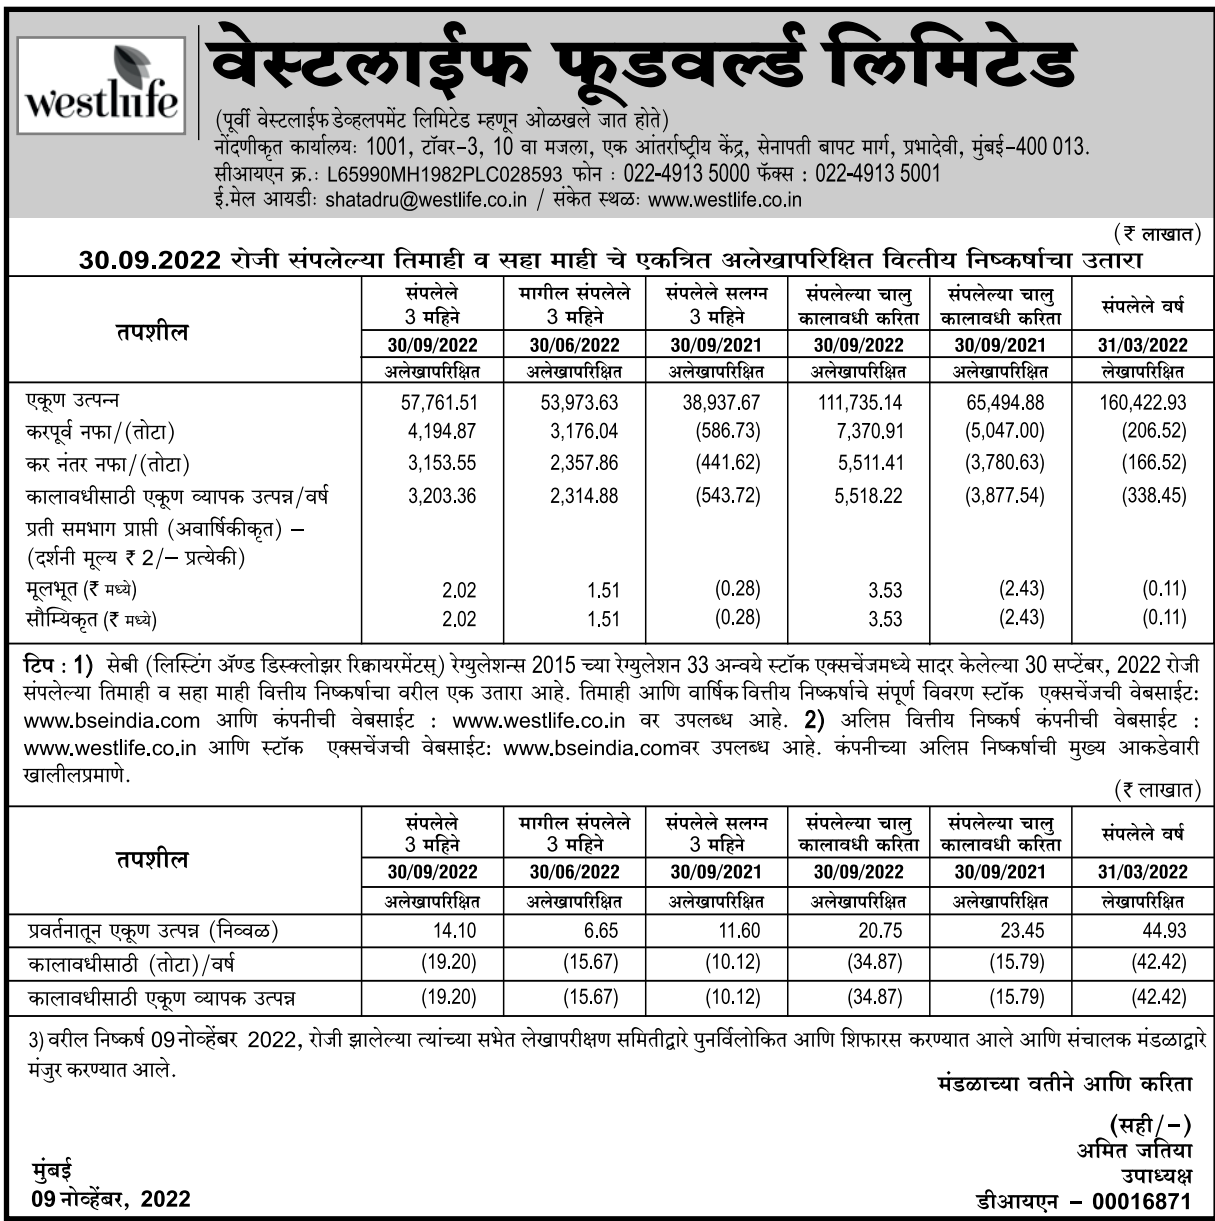 westlife
वेस्टलाईफ फूडवर्ल्ड लिमिटेड
(पूर्वी वेस्टलाईफ डेव्हलपमेंट लिमिटेड म्हणून ओळखले जात होते)
नोंदणीकृत कार्यालयः 1001, टॉवर-3, 10 वा मजला, एक आंतर्राष्ट्रीय केंद्र, सेनापती बापट मार्ग, प्रभादेवी, मुंबई-400 013.
सीआयएन क्र.: L65990MH1982PLC028593 फोन : 022-4913 5000 फॅक्स : 022-4913 5001
ई.मेल आयडीः shatadru@westlife.co.in / संकेत स्थळः www.westlife.co.in
(₹ लाखात)
30.09.2022 रोजी संपलेल्या तिमाही व सहा माही चे एकत्रित अलेखापरिक्षित वित्तीय निष्कर्षाचा उतारा
तपशील | संपलेले 3 महिने | मागील संपलेले 3 महिने | संपलेले सलग्न 3 महिने | संपलेल्या चालु कालावधी करिता | संपलेल्या चालु कालावधी करिता | संपलेले वर्ष
30/09/2022 | 30/06/2022 | 30/09/2021 | 30/09/2022 | 30/09/2021 | 31/03/2022
अलेखापरिक्षित | अलेखापरिक्षित | अलेखापरिक्षित | अलेखापरिक्षित | अलेखापरिक्षित | लेखापरिक्षित
एकूण उत्पन्न 57,761.51 53,973.63 38,937.67 111,735.14 65,494.88 160,422.93
करपूर्व नफा/(तोटा) 4,194.87 3,176.04 (586.73) 7,370.91 (5,047.00) (206.52)
कर नंतर नफा/(तोटा) 3,153.55 2,357.86 (441.62) 5,511.41 (3,780.63) (166.52)
कालावधीसाठी एकूण व्यापक उत्पन्न/वर्ष 3,203.36 2,314.88 (543.72) 5,518.22 (3,877.54) (338.45)
प्रती समभाग प्राप्ती (अवार्षिकीकृत) –
(दर्शनी मूल्य ₹ 2/– प्रत्येकी)
मूलभूत (₹ मध्ये) 2.02 1.51 (0.28) 3.53 (2.43) (0.11)
सौम्यिकृत (₹ मध्ये) 2.02 1.51 (0.28) 3.53 (2.43) (0.11)
टिप : 1) सेबी (लिस्टिंग ॲण्ड डिस्क्लोझर रिक्वायरमेंटस्) रेग्युलेशन्स 2015 च्या रेग्युलेशन 33 अन्वये स्टॉक एक्सचेंजमध्ये सादर केलेल्या 30 सप्टेंबर, 2022 रोजी
संपलेल्या तिमाही व सहा माही वित्तीय निष्कर्षाचा वरील एक उतारा आहे. तिमाही आणि वार्षिक वित्तीय निष्कर्षाचे संपूर्ण विवरण स्टॉक एक्सचेंजची वेबसाईट:
www.bseindia.com आणि कंपनीची वेबसाईट : www.westlife.co.in वर उपलब्ध आहे. 2) अलिप्त वित्तीय निष्कर्ष कंपनीची वेबसाईट :
www.westlife.co.in आणि स्टॉक एक्सचेंजची वेबसाईट: www.bseindia.comवर उपलब्ध आहे. कंपनीच्या अलिप्त निष्कर्षाची मुख्य आकडेवारी
खालीलप्रमाणे.
(₹ लाखात)
तपशील | संपलेले 3 महिने | मागील संपलेले 3 महिने | संपलेले सलग्न 3 महिने | संपलेल्या चालु कालावधी करिता | संपलेल्या चालु कालावधी करिता | संपलेले वर्ष
30/09/2022 | 30/06/2022 | 30/09/2021 | 30/09/2022 | 30/09/2021 | 31/03/2022
अलेखापरिक्षित | अलेखापरिक्षित | अलेखापरिक्षित | अलेखापरिक्षित | अलेखापरिक्षित | लेखापरिक्षित
प्रवर्तनातून एकूण उत्पन्न (निव्वळ) 14.10 6.65 11.60 20.75 23.45 44.93
कालावधीसाठी (तोटा)/वर्ष (19.20) (15.67) (10.12) (34.87) (15.79) (42.42)
कालावधीसाठी एकूण व्यापक उत्पन्न (19.20) (15.67) (10.12) (34.87) (15.79) (42.42)
3) वरील निष्कर्ष 09 नोव्हेंबर 2022, रोजी झालेल्या त्यांच्या सभेत लेखापरीक्षण समितीद्वारे पुनर्विलोकित आणि शिफारस करण्यात आले आणि संचालक मंडळाद्वारे
मंजुर करण्यात आले.
मंडळाच्या वतीने आणि करिता
(सही/-)
अमित जतिया
उपाध्यक्ष
डीआयएन – 00016871
मुंबई
09 नोव्हेंबर, 2022